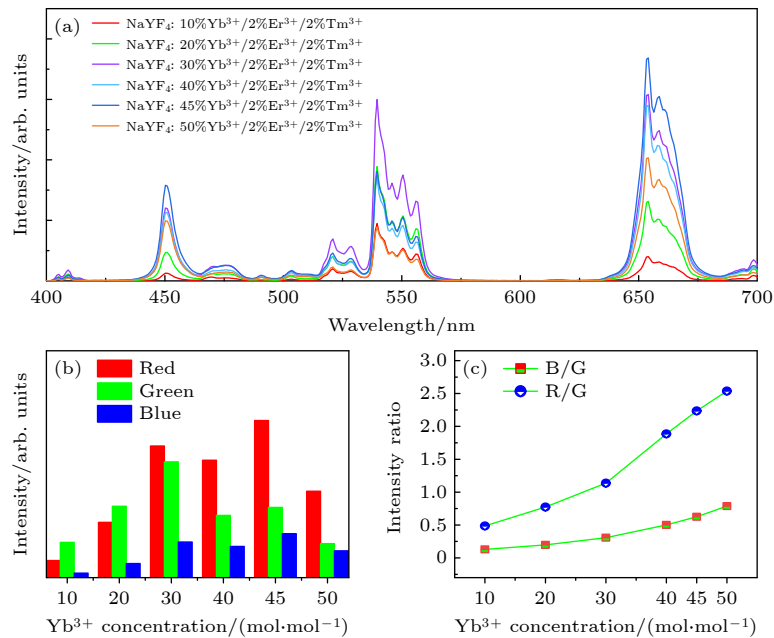 (a)
NaYF₄: 10%Yb³⁺/2%Er³⁺/2%Tm³⁺
NaYF₄: 20%Yb³⁺/2%Er³⁺/2%Tm³⁺
NaYF₄: 30%Yb³⁺/2%Er³⁺/2%Tm³⁺
NaYF₄: 40%Yb³⁺/2%Er³⁺/2%Tm³⁺
NaYF₄: 45%Yb³⁺/2%Er³⁺/2%Tm³⁺
NaYF₄: 50%Yb³⁺/2%Er³⁺/2%Tm³⁺
Intensity/arb. units
400 450 500 550 600 650 700
Wavelength/nm
(b)
Red
Green
Blue
Intensity/arb. units
10 20 30 40 45 50
Yb³⁺ concentration/(mol·mol⁻¹)
(c)
B/G
R/G
Intensity ratio
3.0
2.5
2.0
1.5
1.0
0.5
0
10 20 30 40 45 50
Yb³⁺ concentration/(mol·mol⁻¹)